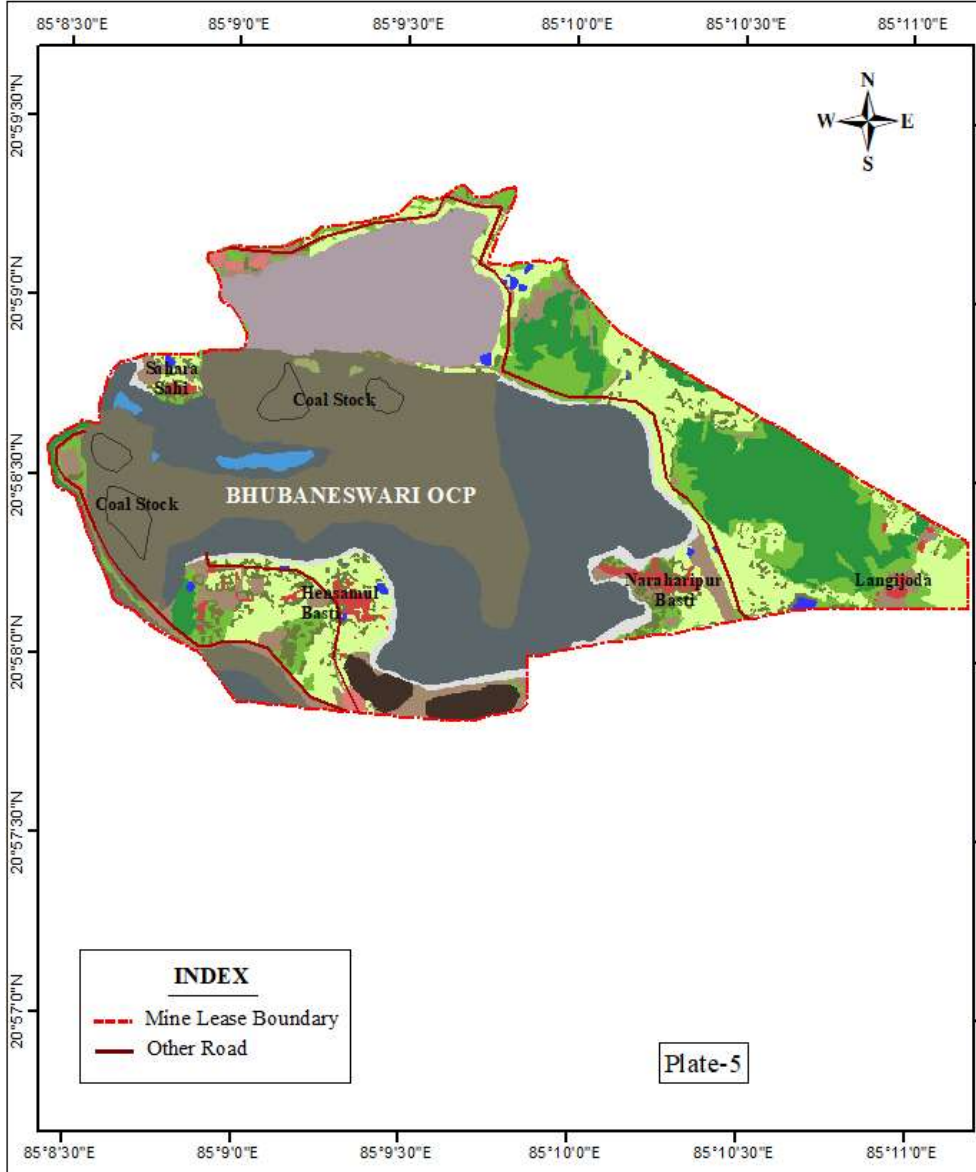 85°8'30"E 85°9'0"E 85°9'30"E 85°10'0"E 85°10'30"E 85°11'0"E
20°59'30"N
N
W E
S
20°59'0"N
Sahara
Sahi
Coal Stock
20°58'30"N
BHUBANESWARI OCP
Coal Stock
Hensamul
Basti
Naraharipur
Basti
Langijoda
20°58'0"N
20°57'30"N
20°57'0"N
INDEX
Mine Lease Boundary
Other Road
Plate-5
85°8'30"E 85°9'0"E 85°9'30"E 85°10'0"E 85°10'30"E 85°11'0"E